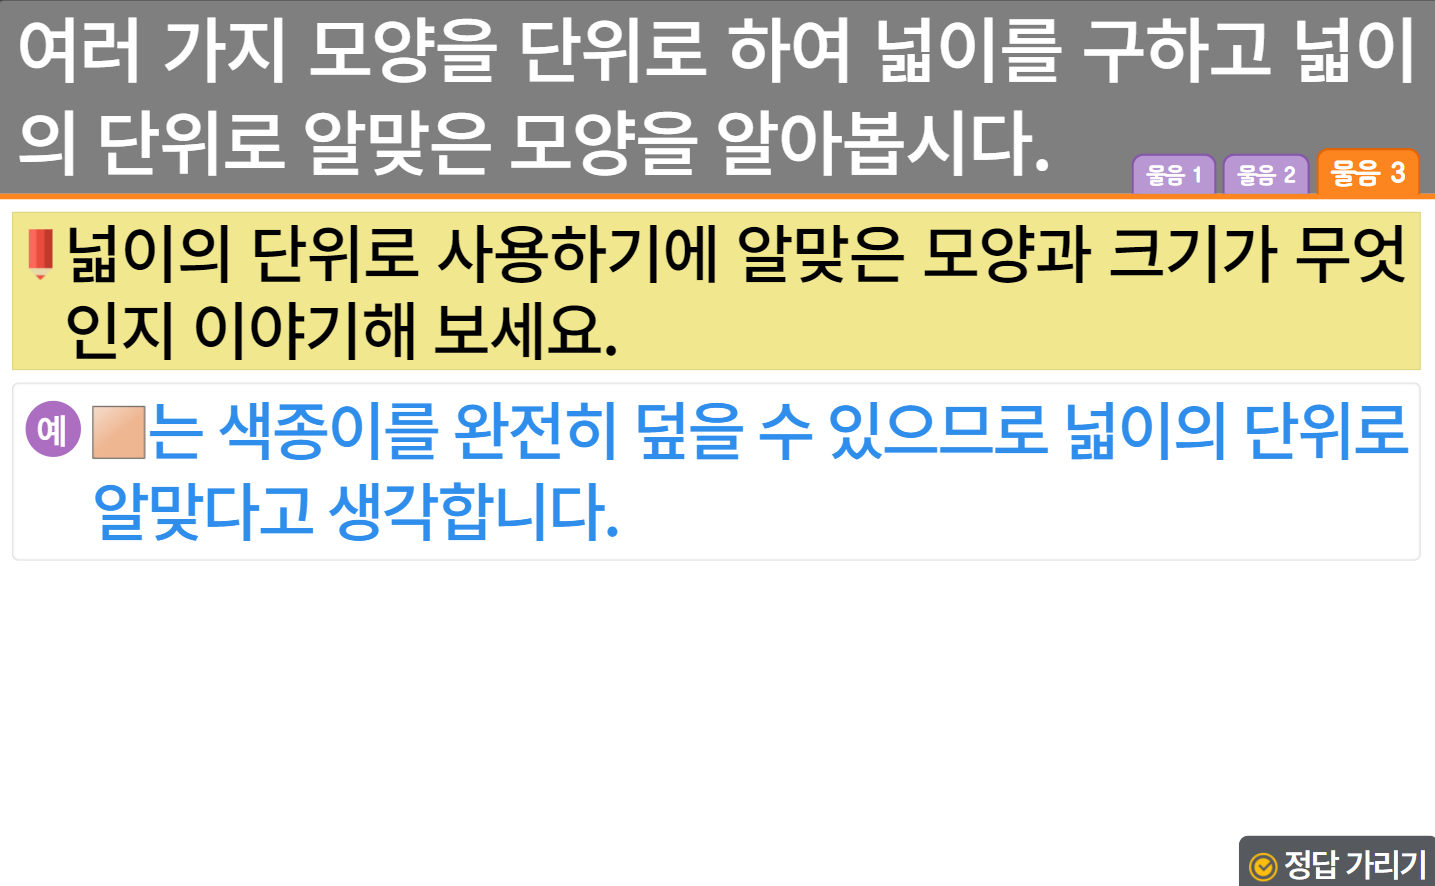 여러 가지 모양을 단위로 하여 넓이를 구하고 넓이
의 단위로 알맞은 모양을 알아봅시다.
물음 1 물음 2 물음 3
넓이의 단위로 사용하기에 알맞은 모양과 크기가 무엇
인지 이야기해 보세요.
예 는 색종이를 완전히 덮을 수 있으므로 넓이의 단위로
알맞다고 생각합니다.
정답 가리기